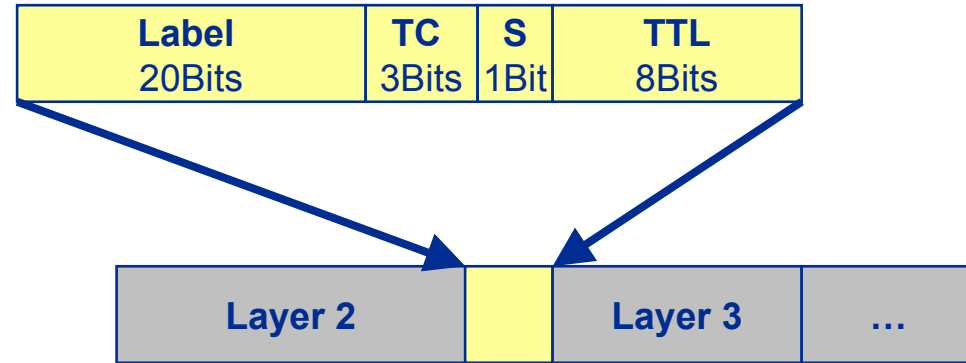 Label TC S TTL
20Bits 3Bits 1Bit 8Bits
Layer 2 Layer 3 ...